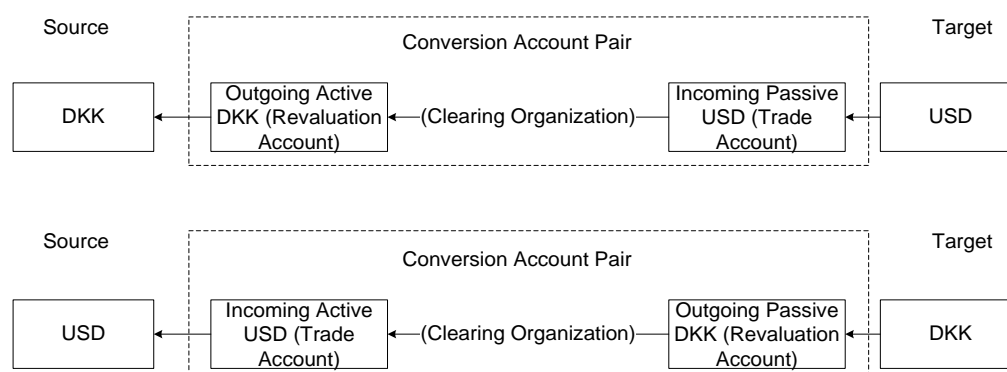 Source
Conversion Account Pair
Target
DKK
Outgoing Active
DKK (Revaluation
Account)
(Clearing Organization)
Incoming Passive
USD (Trade
Account)
USD
Source
Conversion Account Pair
Target
USD
Incoming Active
USD (Trade
Account)
(Clearing Organization)
Outgoing Passive
DKK (Revaluation
Account)
DKK